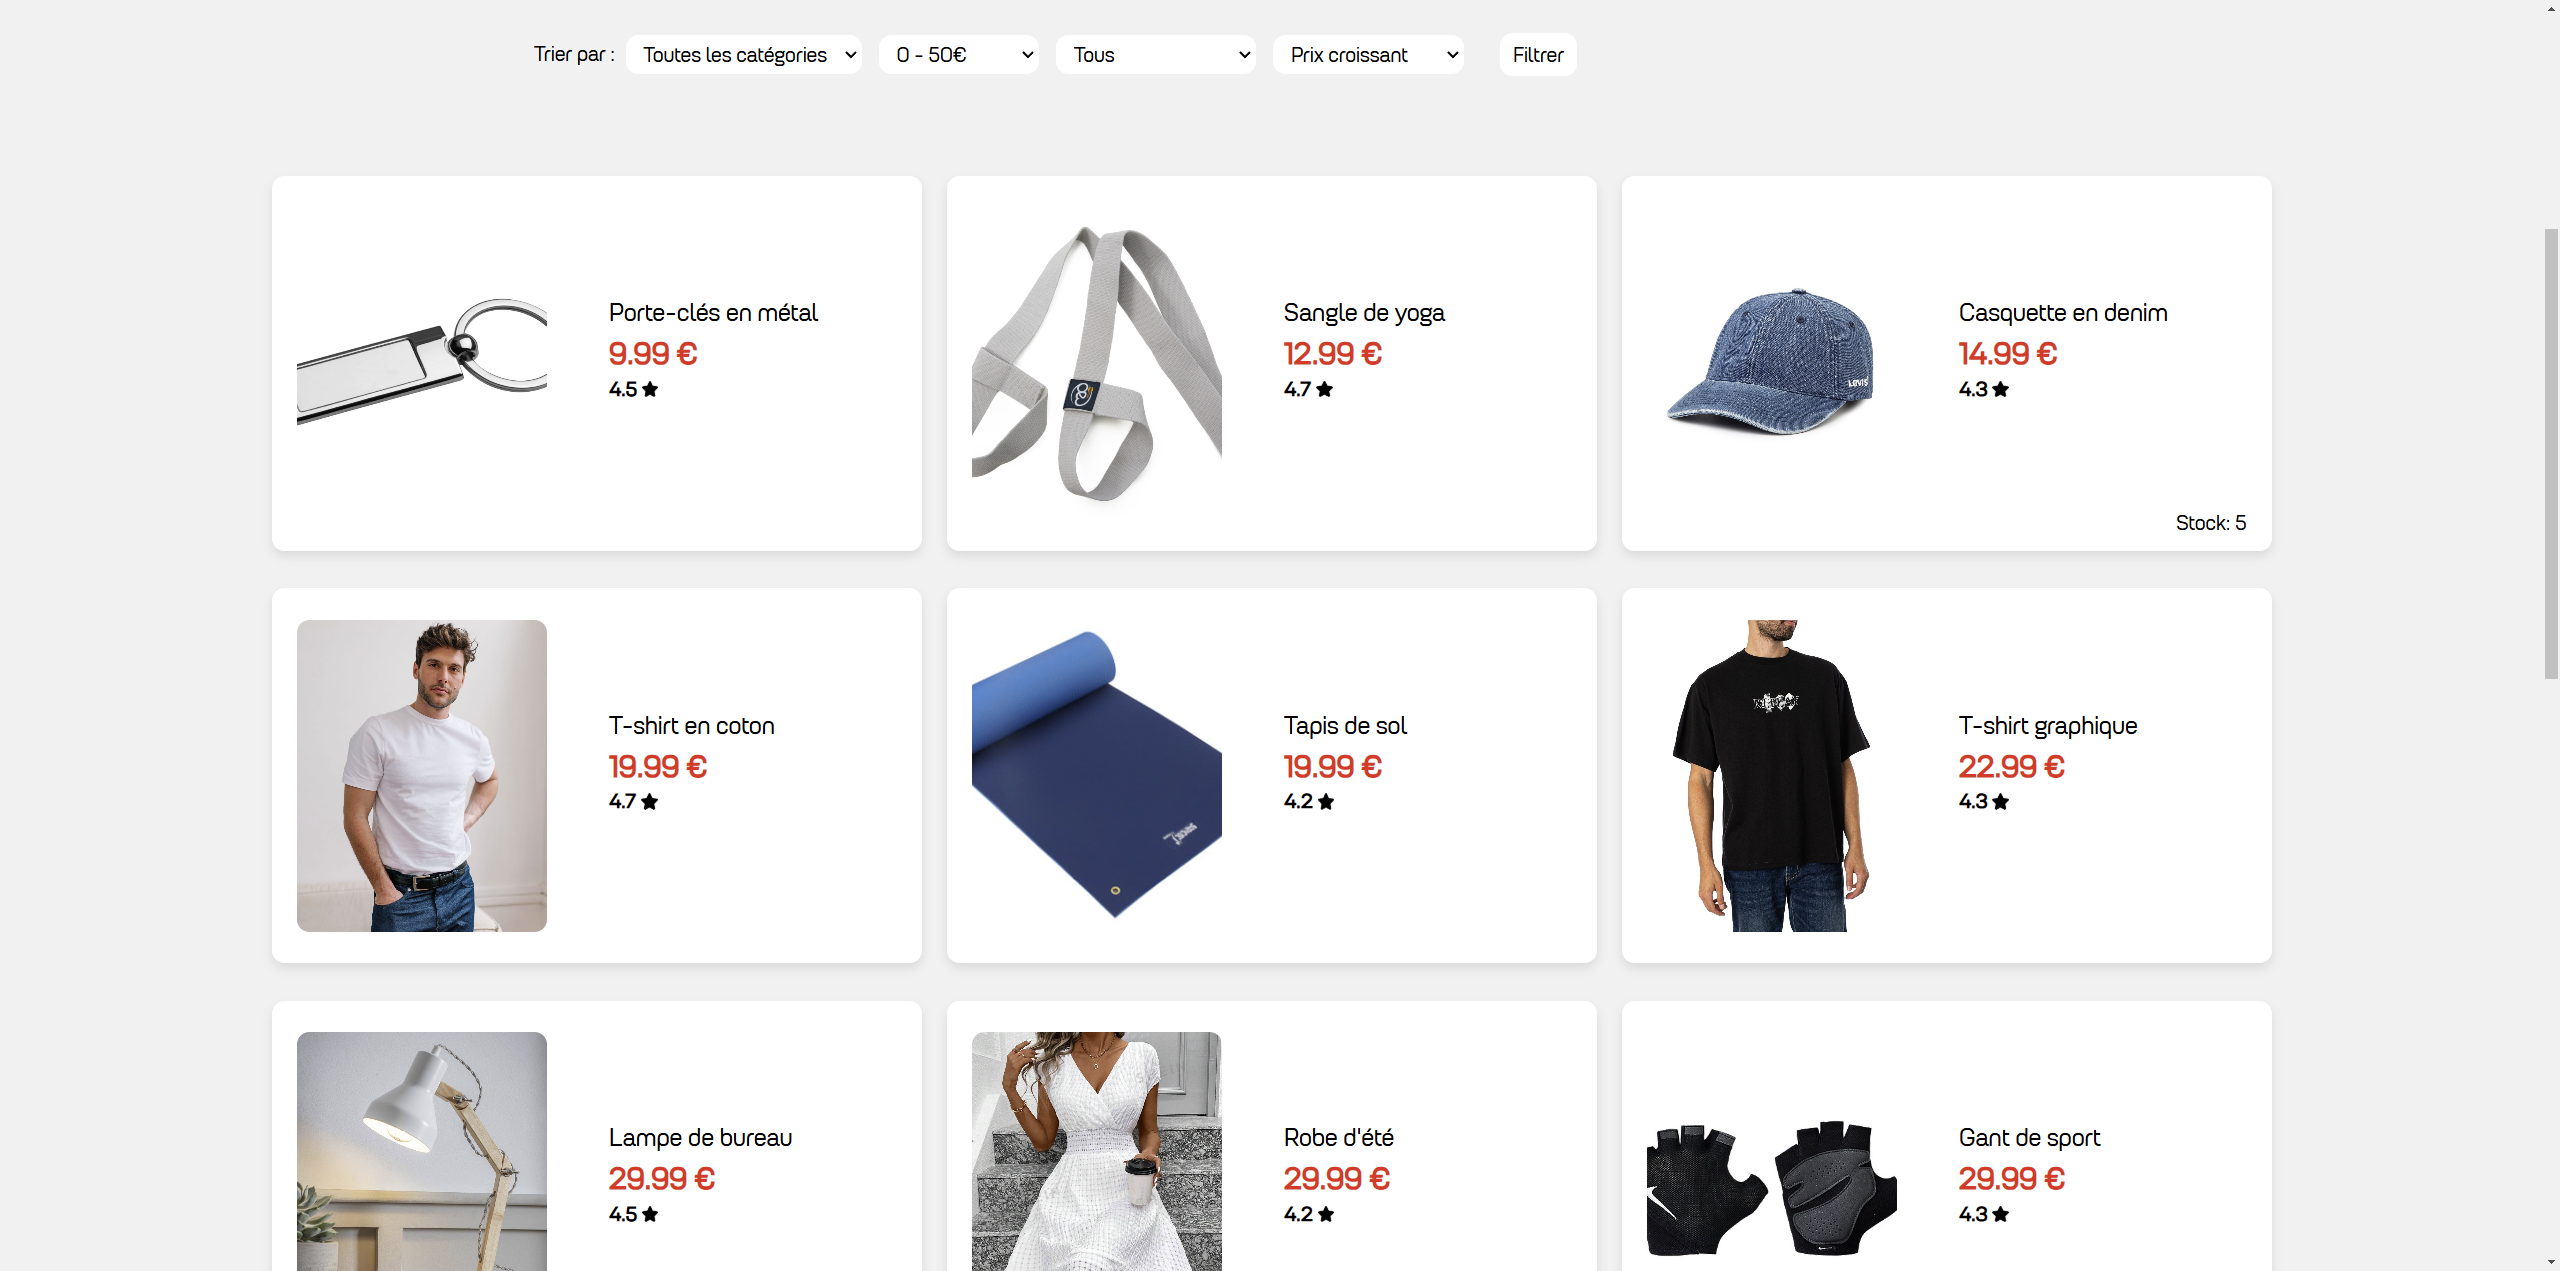 Trier par : Toutes les catégories 0 - 50€ Tous Prix croissant Filtrer
Porte-clés en métal
9.99 €
4.5
Sangle de yoga
12.99 €
4.7
Levi's
Casquette en denim
14.99 €
4.3
Stock: 5
T-shirt en coton
19.99 €
4.7
Tapis de sol
19.99 €
4.2
T-shirt graphique
22.99 €
4.3
Lampe de bureau
29.99 €
4.5
Robe d'été
29.99 €
4.2
Gant de sport
29.99 €
4.3